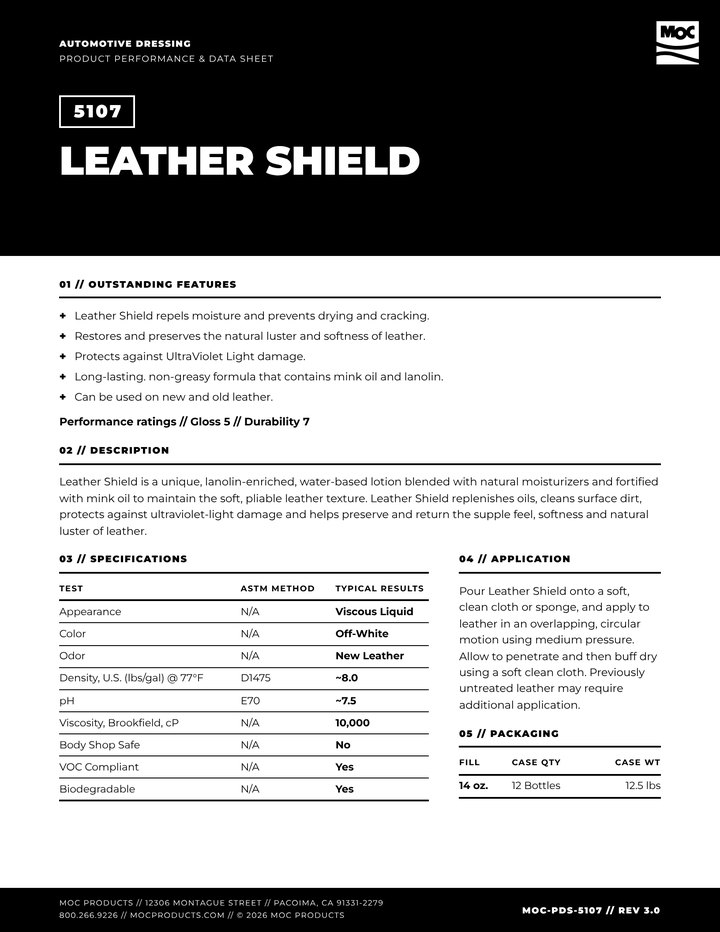 AUTOMOTIVE DRESSING
PRODUCT PERFORMANCE & DATA SHEET
MOC
5107
LEATHER SHIELD
01 // OUTSTANDING FEATURES
+ Leather Shield repels moisture and prevents drying and cracking.
+ Restores and preserves the natural luster and softness of leather.
+ Protects against UltraViolet Light damage.
+ Long-lasting. non-greasy formula that contains mink oil and lanolin.
+ Can be used on new and old leather.
Performance ratings // Gloss 5 // Durability 7
02 // DESCRIPTION
Leather Shield is a unique, lanolin-enriched, water-based lotion blended with natural moisturizers and fortified
with mink oil to maintain the soft, pliable leather texture. Leather Shield replenishes oils, cleans surface dirt,
protects against ultraviolet-light damage and helps preserve and return the supple feel, softness and natural
luster of leather.
03 // SPECIFICATIONS
TEST ASTM METHOD TYPICAL RESULTS
Appearance N/A Viscous Liquid
Color N/A Off-White
Odor N/A New Leather
Density, U.S. (lbs/gal) @ 77°F D1475 ~8.0
pH E70 ~7.5
Viscosity, Brookfield, cP N/A 10,000
Body Shop Safe N/A No
VOC Compliant N/A Yes
Biodegradable N/A Yes
04 // APPLICATION
Pour Leather Shield onto a soft,
clean cloth or sponge, and apply to
leather in an overlapping, circular
motion using medium pressure.
Allow to penetrate and then buff dry
using a soft clean cloth. Previously
untreated leather may require
additional application.
05 // PACKAGING
FILL CASE QTY CASE WT
14 oz. 12 Bottles 12.5 lbs
MOC PRODUCTS // 12306 MONTAGUE STREET // PACOIMA, CA 91331-2279
800.266.9226 // MOCPRODUCTS.COM // © 2026 MOC PRODUCTS
MOC-PDS-5107 // REV 3.0